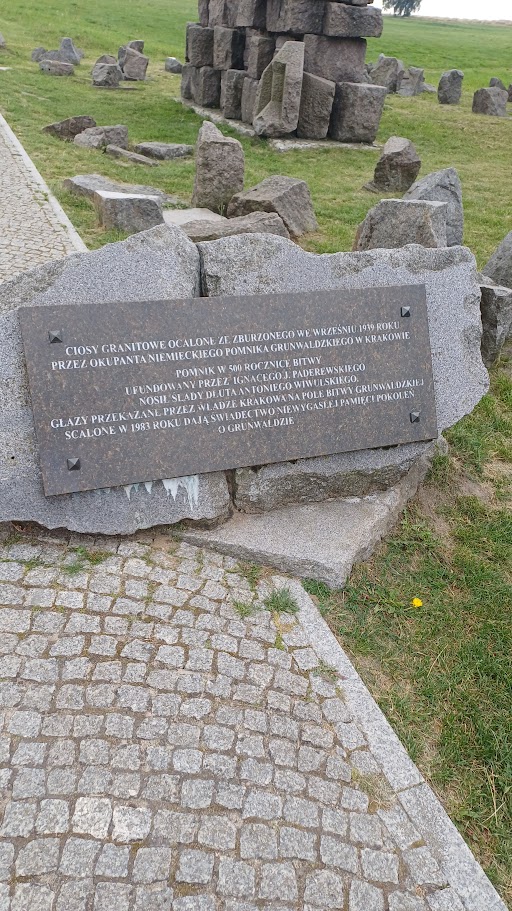 CIOSY GRANITOWE OCALONE ZE ZBURZONEGO WE WRZEŚNIU 1939 ROKU
PRZEZ OKUPANTA NIEMIECKIEGO POMNIKA GRUNWALDZKIEGO W KRAKOWIE
POMNIK W 500 ROCZNICĘ BITWY
UFUNDOWANY PRZEZ IGNACEGO J. PADEREWSKIEGO
NOSIŁ ŚLADY DŁUTA ANTONIEGO WIWULSKIEGO.
GŁAZY PRZEKAZANE PRZEZ WŁADZE KRAKOWA NA POLE BITWY GRUNWALDZKIEJ
SCALONE W 1983 ROKU DAJĄ ŚWIADECTWO NIEWYGASŁEJ PAMIĘCI POKOLEŃ
O GRUNWALDZIE